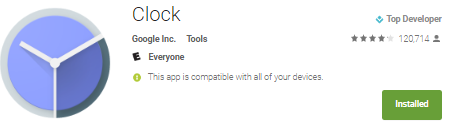 Clock
Top Developer
Google Inc. Tools
120,714
E Everyone
This app is compatible with all of your devices.
Installed